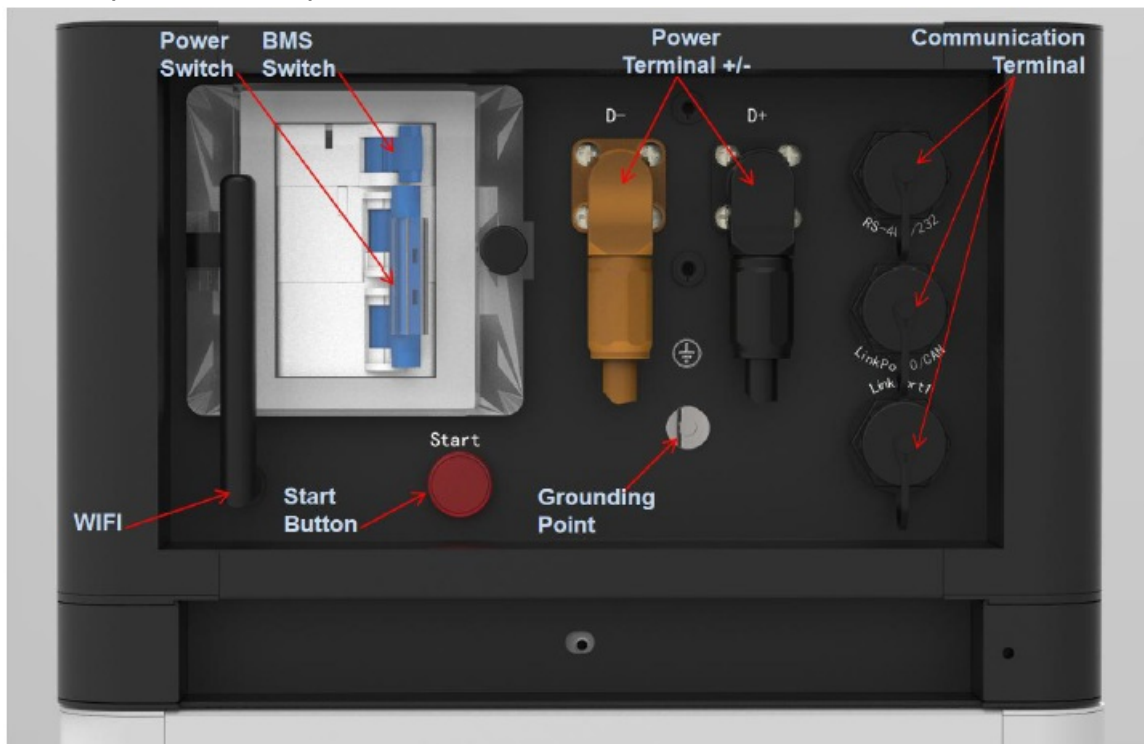 Power
Switch
BMS
Switch
Power
Terminal +/-
Communication
Terminal
D-
D+
Start
WIFI
Start
Button
Grounding
Point